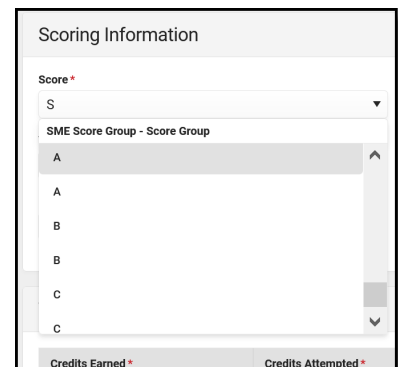 Scoring Information
Score *
S
SME Score Group - Score Group
A
A
B
B
C
C
Credits Earned * Credits Attempted *